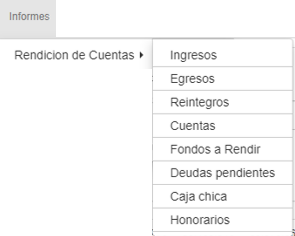 Informes
Rendicion de Cuentas
Ingresos
Egresos
Reintegros
Cuentas
Fondos a Rendir
Deudas pendientes
Caja chica
Honorarios